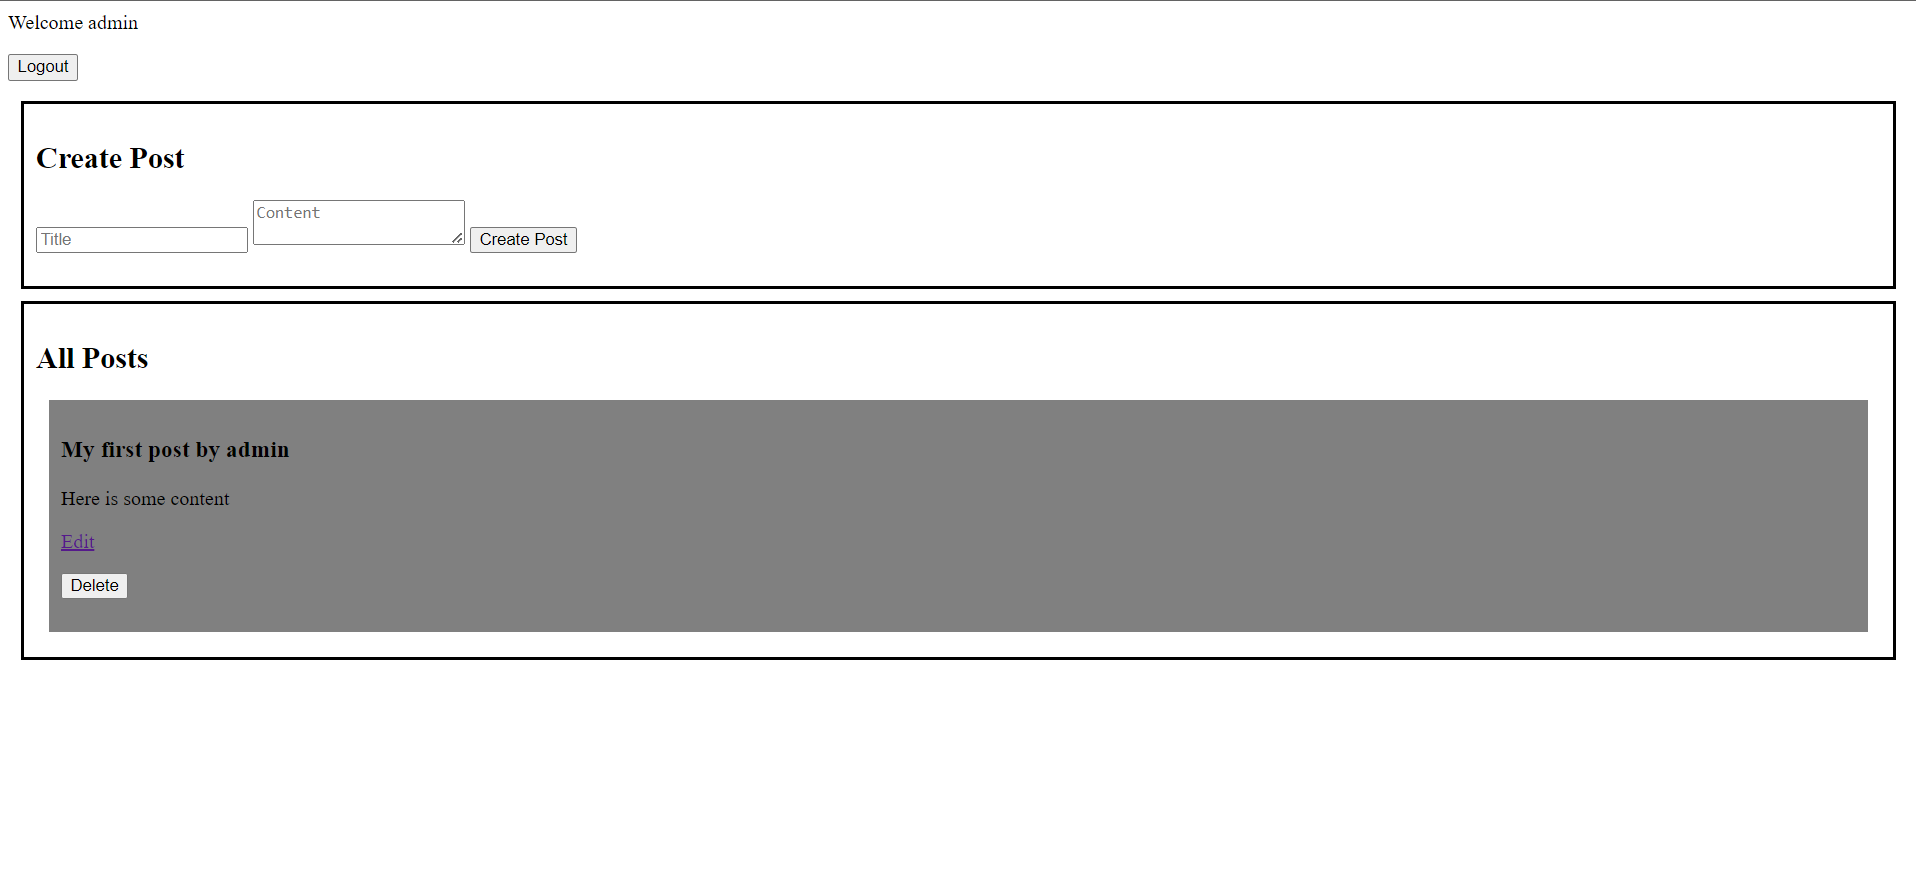 Welcome admin
Logout
Create Post
Title
Content
Create Post
All Posts
My first post by admin
Here is some content
Edit
Delete